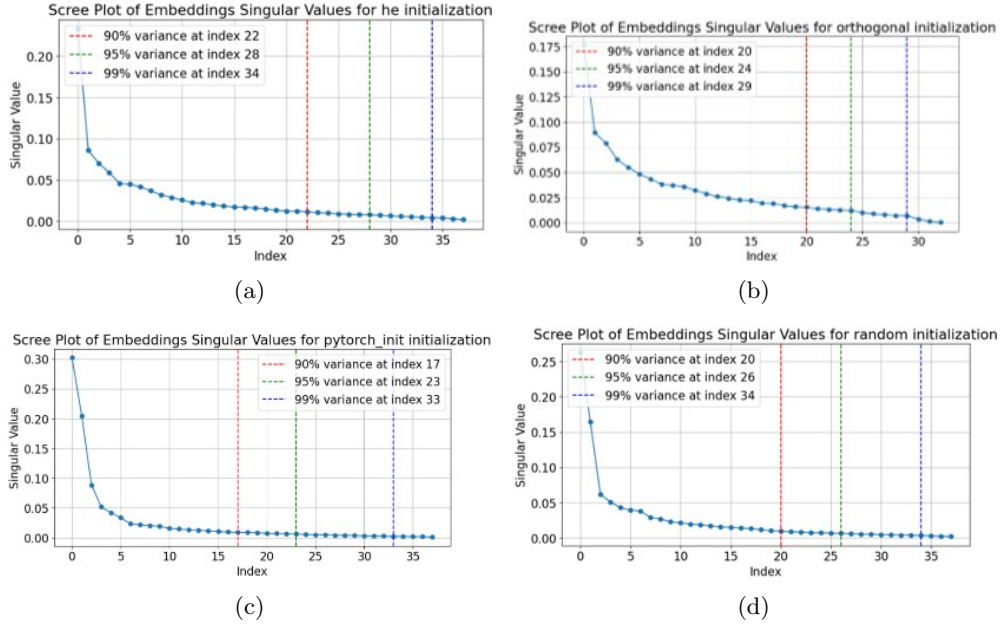 Scree Plot of Embeddings Singular Values for he initialization
90% variance at index 22
95% variance at index 28
99% variance at index 34
0.20
0.15
0.10
0.05
0.00
Singular Value
0 5 10 15 20 25 30 35
Index
(a)
Scree Plot of Embeddings Singular Values for orthogonal initialization
90% variance at index 20
95% variance at index 24
99% variance at index 29
0.175
0.150
0.125
0.100
0.075
0.050
0.025
0.000
Singular Value
0 5 10 15 20 25 30
Index
(b)
Scree Plot of Embeddings Singular Values for pytorch_init initialization
90% variance at index 17
95% variance at index 23
99% variance at index 33
0.30
0.25
0.20
0.15
0.10
0.05
0.00
Singular Value
0 5 10 15 20 25 30 35
Index
(c)
Scree Plot of Embeddings Singular Values for random initialization
90% variance at index 20
95% variance at index 26
99% variance at index 34
0.25
0.20
0.15
0.10
0.05
0.00
Singular Value
0 5 10 15 20 25 30 35
Index
(d)